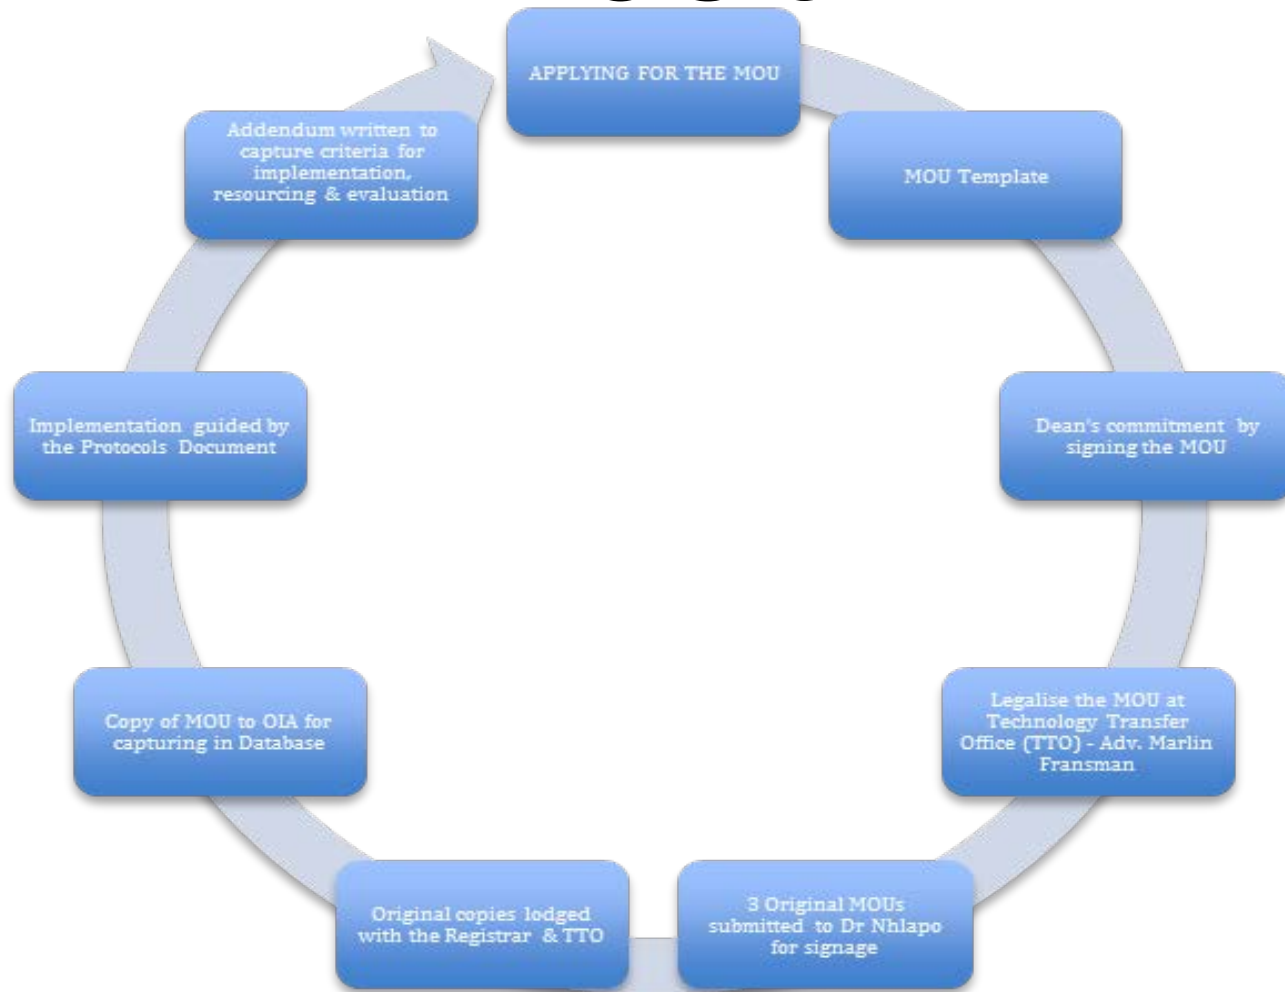 APPLYING FOR THE MOU
MOU Template
Dean's commitment by
signing the MOU
Legalise the MOU at
Technology Transfer
Office (TTO) - Adv. Marlin
Fransman
3 Original MOUs
submitted to Dr Nhlapo
for signage
Original copies lodged
with the Registrar & TTO
Copy of MOU to OIA for
capturing in Database
Implementation guided by
the Protocols Document
Addendum written to
capture criteria for
implementation,
resourcing & evaluation